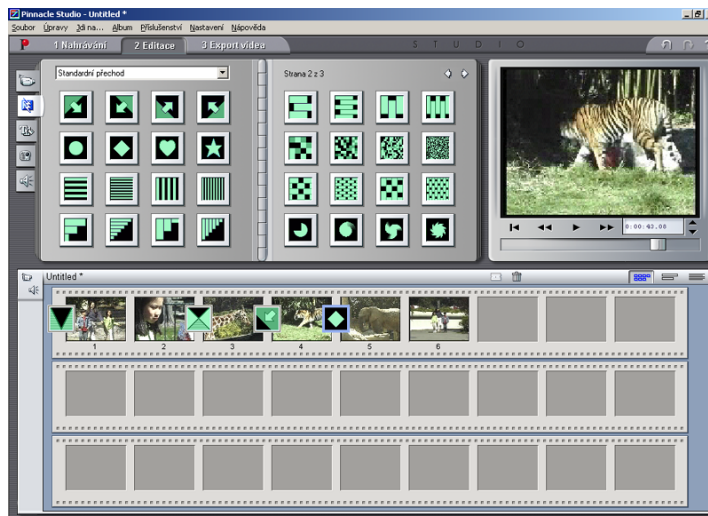 Pinnacle Studio - Untitled *
Soubor Úpravy Jdi na... Album Příslušenství Nastavení Nápověda
1 Nahrávání 2 Editace 3 Export videa STUDIO
Standardní přechod
Strana 2 z 3
0:00:43.08
Untitled *
1 2 3 4 5 6